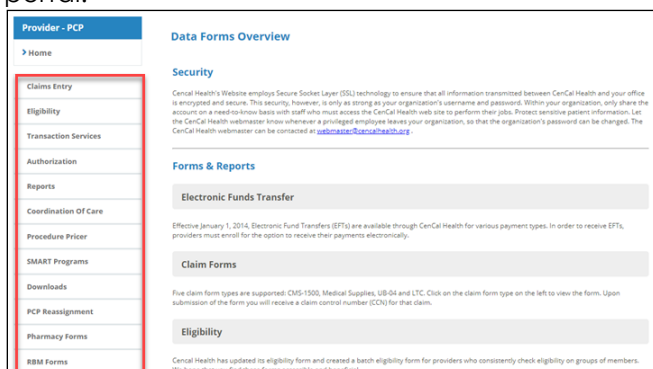 portal.
Provider - PCP
Home
Claims Entry
Eligibility
Transaction Services
Authorization
Reports
Coordination Of Care
Procedure Pricer
SMART Programs
Downloads
PCP Reassignment
Pharmacy Forms
RBM Forms
Data Forms Overview
Security
Cencal Health's Website employs Secure Socket Layer (SSL) technology to ensure that all information transmitted between CenCal Health and your office
is encrypted and secure. This security, however, is only as strong as your organization's username and password. Within your organization, only share the
account on a need-to-know basis with staff who must access the CenCal Health web site to perform their jobs. Protect sensitive patient information. Let
the CenCal Health webmaster know whenever a privileged employee leaves your organization, so that the organization's password can be changed. The
CenCal Health webmaster can be contacted at webmaster@cencalhealth.org .
Forms & Reports
Electronic Funds Transfer
Effective January 1, 2014, Electronic Fund Transfers (EFTs) are available through CenCal Health for various payment types. In order to receive EFTs,
providers must enroll for the option to receive their payments electronically.
Claim Forms
Five claim form types are supported: CMS-1500, Medical Supplies, UB-04 and LTC. Click on the claim form type on the left to view the form. Upon
submission of the form you will receive a claim control number (CCN) for that claim.
Eligibility
Cencal Health has updated its eligibility form and created a batch eligibility form for providers who consistently check eligibility on groups of members.